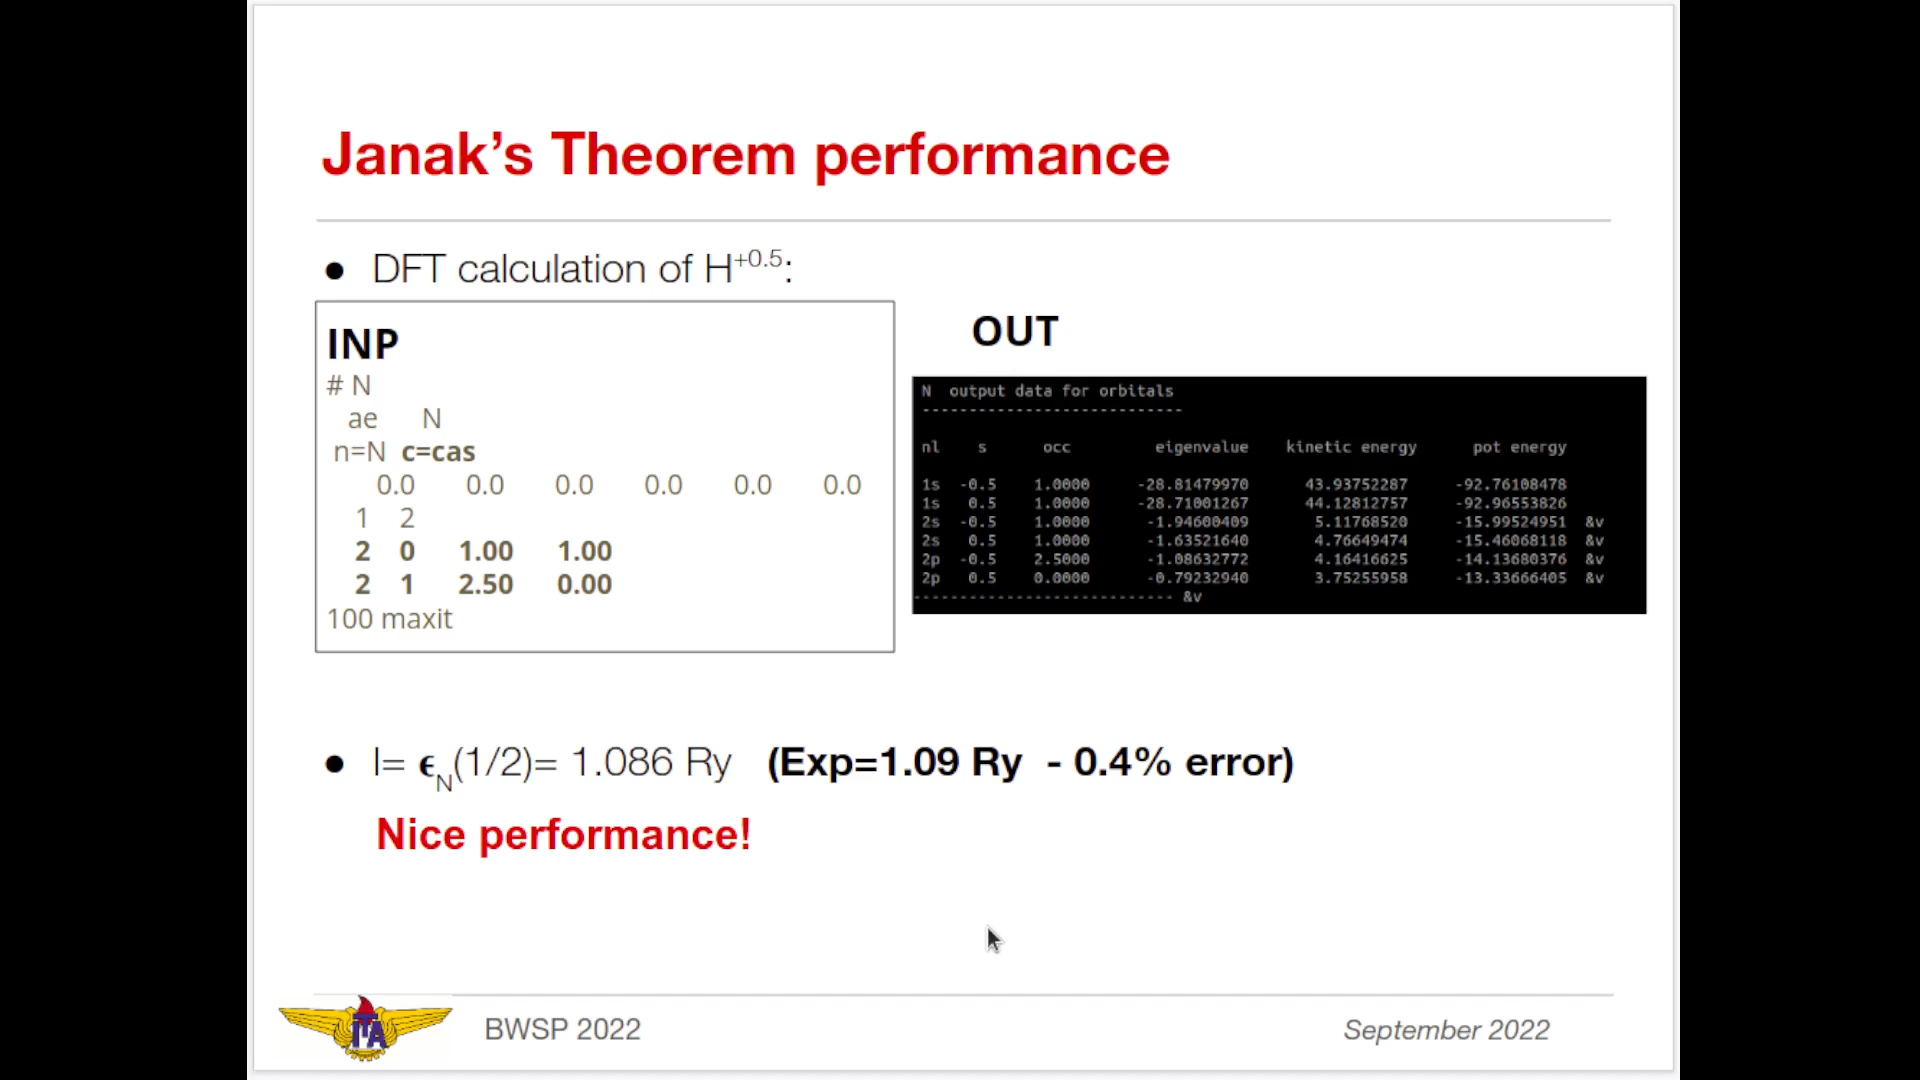 Janak's Theorem performance
● DFT calculation of H+0.5:
INP
# N
ae N
n=N c=cas
0.0 0.0 0.0 0.0 0.0 0.0
1 2
2 0 1.00 1.00
2 1 2.50 0.00
100 maxit
OUT
N output data for orbitals
----------------------------
nl s occ eigenvalue kinetic energy pot energy
1s -0.5 1.0000 -28.81479970 43.93752287 -92.76108478
1s 0.5 1.0000 -28.71001267 44.12812757 -92.96553826
2s -0.5 1.0000 -1.94600409 5.11768520 -15.99524951 &v
2s 0.5 1.0000 -1.63521640 4.76649474 -15.46068118 &v
2p -0.5 2.5000 -1.08632772 4.16416625 -14.13680376 &v
2p 0.5 0.0000 -0.79232940 3.75255958 -13.33666405 &v
---------------------------- &v
● I= ϵN(1/2)= 1.086 Ry (Exp=1.09 Ry - 0.4% error)
Nice performance!
ITA
BWSP 2022
September 2022